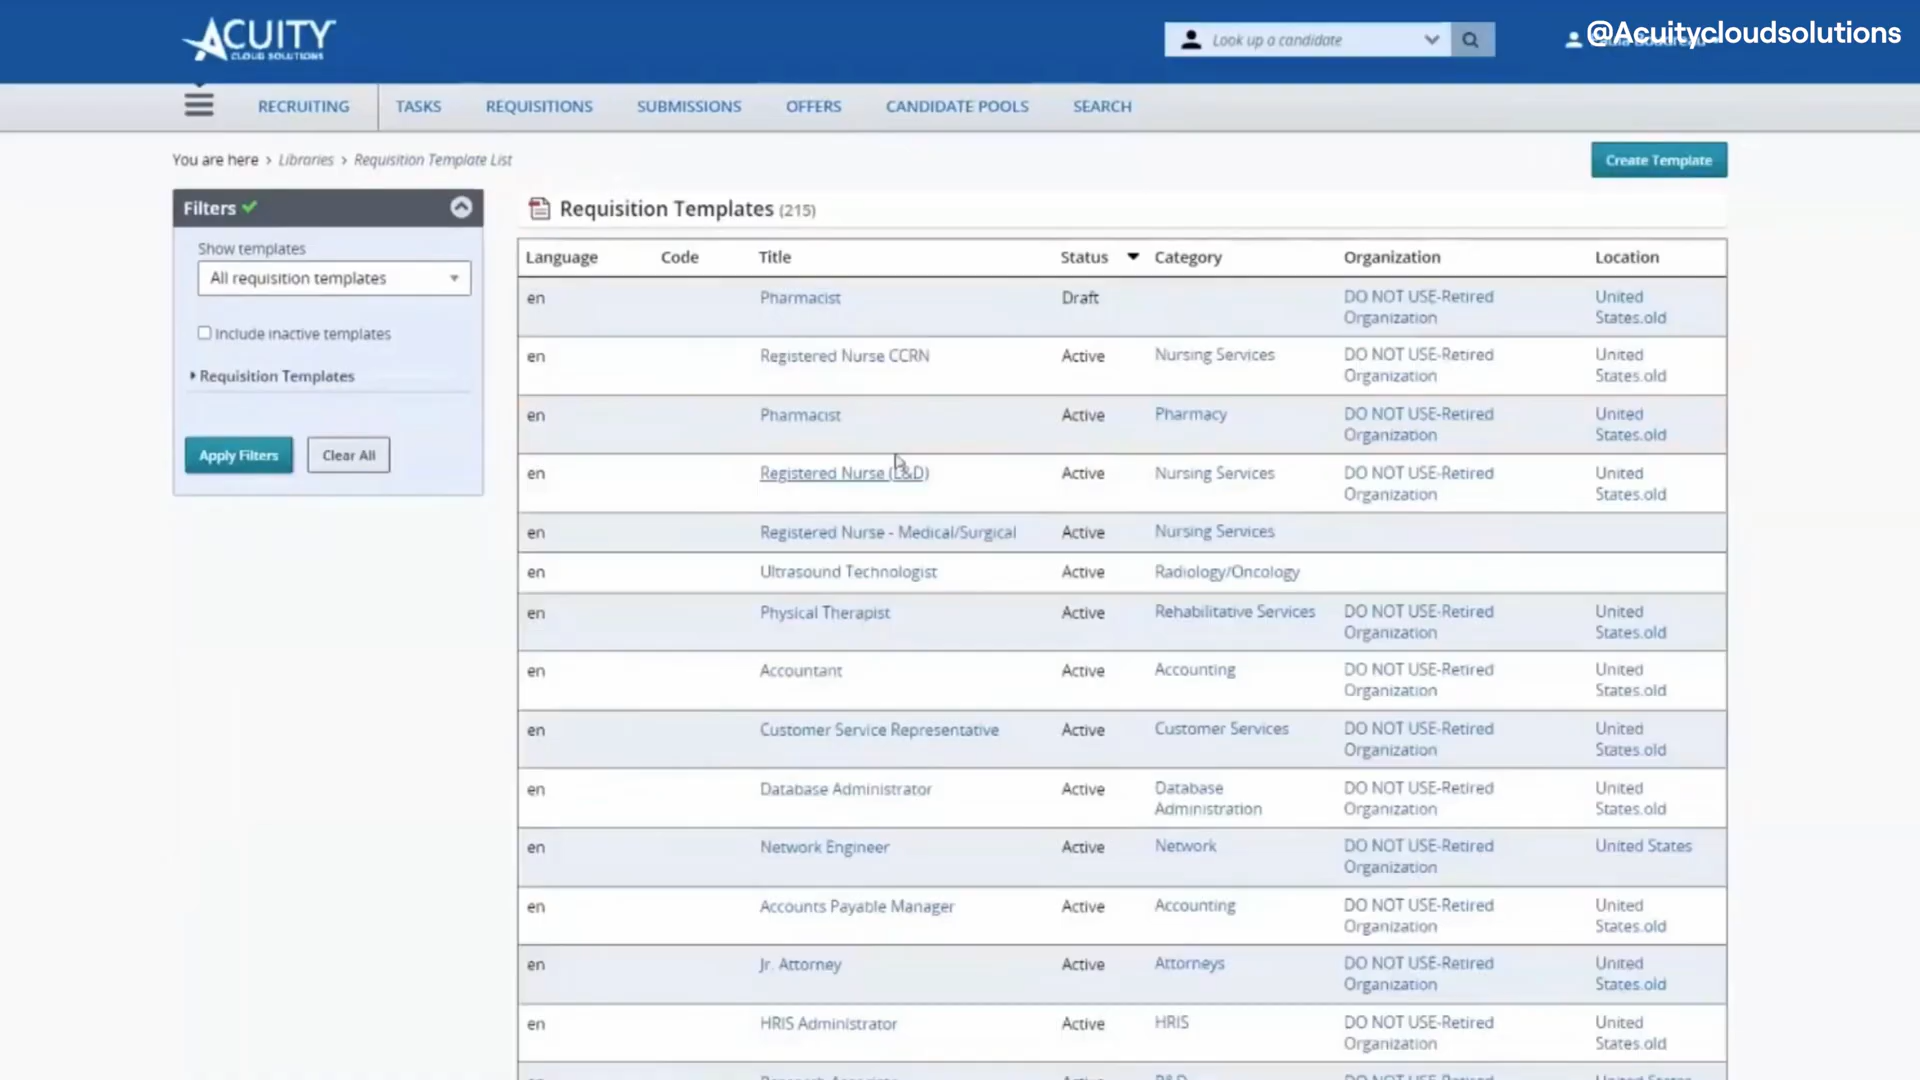 ACUITY
CLOUD SOLUTIONS
Look up a candidate
@Acuitycloudsolutions
RECRUITING
TASKS
REQUISITIONS
SUBMISSIONS
OFFERS
CANDIDATE POOLS
SEARCH
You are here › Libraries › Requisition Template List
Create Template
Filters
Show templates
All requisition templates
Include inactive templates
Requisition Templates
Apply Filters
Clear All
Requisition Templates (215)
Language Code Title Status Category Organization Location
en Pharmacist Draft DO NOT USE-Retired United
Organization States.old
en Registered Nurse CCRN Active Nursing Services DO NOT USE-Retired United
Organization States.old
en Pharmacist Active Pharmacy DO NOT USE-Retired United
Organization States.old
en Registered Nurse (L&D) Active Nursing Services DO NOT USE-Retired United
Organization States.old
en Registered Nurse - Medical/Surgical Active Nursing Services
en Ultrasound Technologist Active Radiology/Oncology
en Physical Therapist Active Rehabilitative Services DO NOT USE-Retired United
Organization States.old
en Accountant Active Accounting DO NOT USE-Retired United
Organization States.old
en Customer Service Representative Active Customer Services DO NOT USE-Retired United
Organization States.old
en Database Administrator Active Database DO NOT USE-Retired United
Administration Organization States.old
en Network Engineer Active Network DO NOT USE-Retired United States
Organization
en Accounts Payable Manager Active Accounting DO NOT USE-Retired United
Organization States.old
en Jr. Attorney Active Attorneys DO NOT USE-Retired United
Organization States.old
en HRIS Administrator Active HRIS DO NOT USE-Retired United
Organization States.old